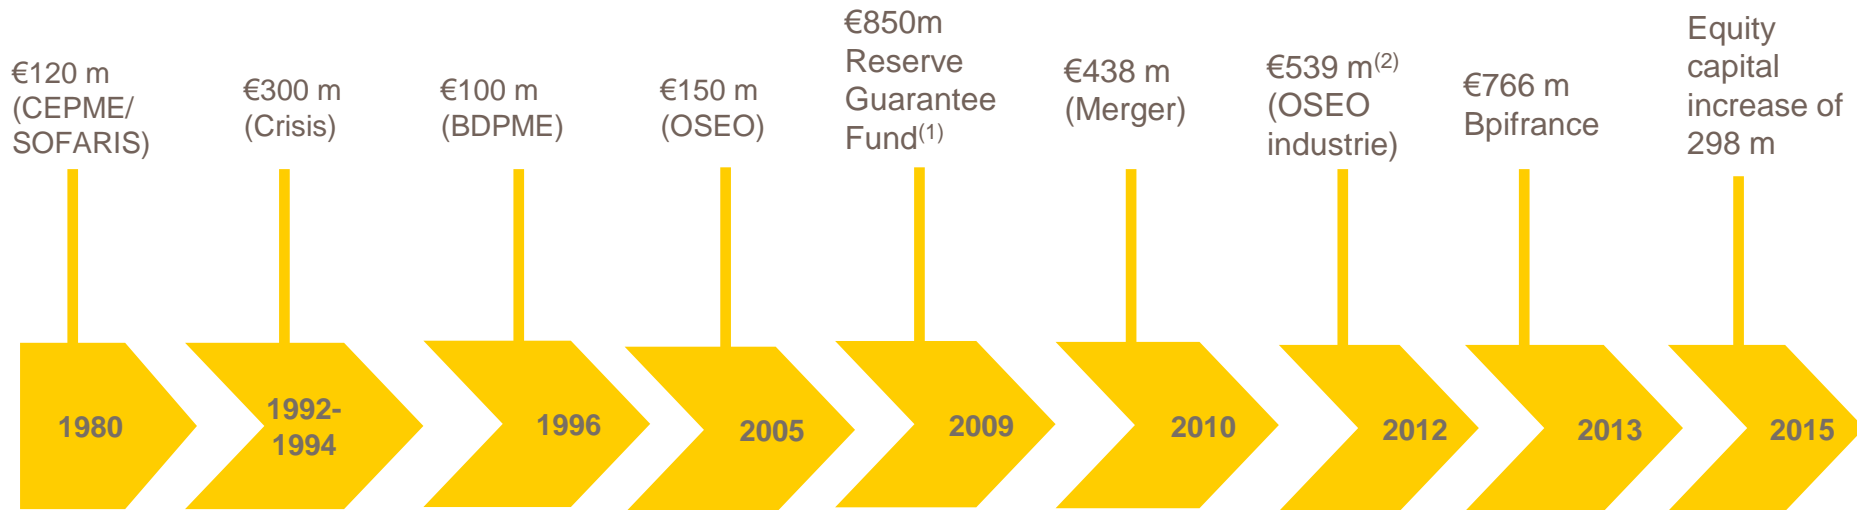 €120 m
(CEPME/
SOFARIS)
€300 m
(Crisis)
€100 m
(BDPME)
€150 m
(OSEO)
€850m
Reserve
Guarantee
Fund(1)
€438 m
(Merger)
€539 m(2)
(OSEO
industrie)
€766 m
Bpifrance
Equity
capital
increase of
298 m
1980
1992-
1994
1996
2005
2009
2010
2012
2013
2015